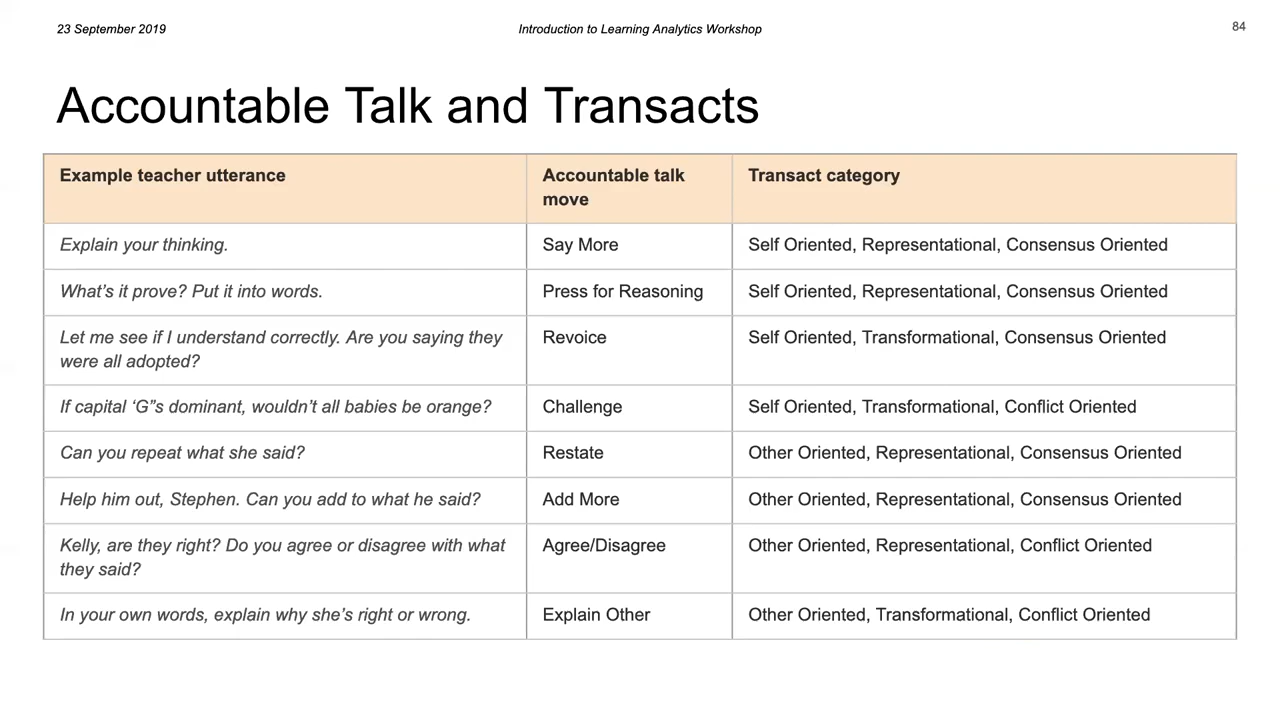 23 September 2019
Introduction to Learning Analytics Workshop
84
Accountable Talk and Transacts
Example teacher utterance
Accountable talk
move
Transact category
Explain your thinking.
Say More
Self Oriented, Representational, Consensus Oriented
What's it prove? Put it into words.
Press for Reasoning
Self Oriented, Representational, Consensus Oriented
Let me see if I understand correctly. Are you saying they
were all adopted?
Revoice
Self Oriented, Transformational, Consensus Oriented
If capital ‘G”s dominant, wouldn’t all babies be orange?
Challenge
Self Oriented, Transformational, Conflict Oriented
Can you repeat what she said?
Restate
Other Oriented, Representational, Consensus Oriented
Help him out, Stephen. Can you add to what he said?
Add More
Other Oriented, Representational, Consensus Oriented
Kelly, are they right? Do you agree or disagree with what
they said?
Agree/Disagree
Other Oriented, Representational, Conflict Oriented
In your own words, explain why she’s right or wrong.
Explain Other
Other Oriented, Transformational, Conflict Oriented